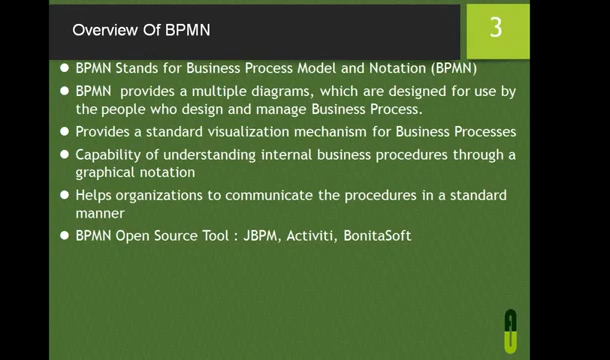 Overview Of BPMN
3
BPMN Stands for Business Process Model and Notation (BPMN)
BPMN provides a multiple diagrams, which are designed for use by
the people who design and manage Business Process.
Provides a standard visualization mechanism for Business Processes
Capability of understanding internal business procedures through a
graphical notation
Helps organizations to communicate the procedures in a standard
manner
BPMN Open Source Tool : JBPM, Activiti, BonitaSoft